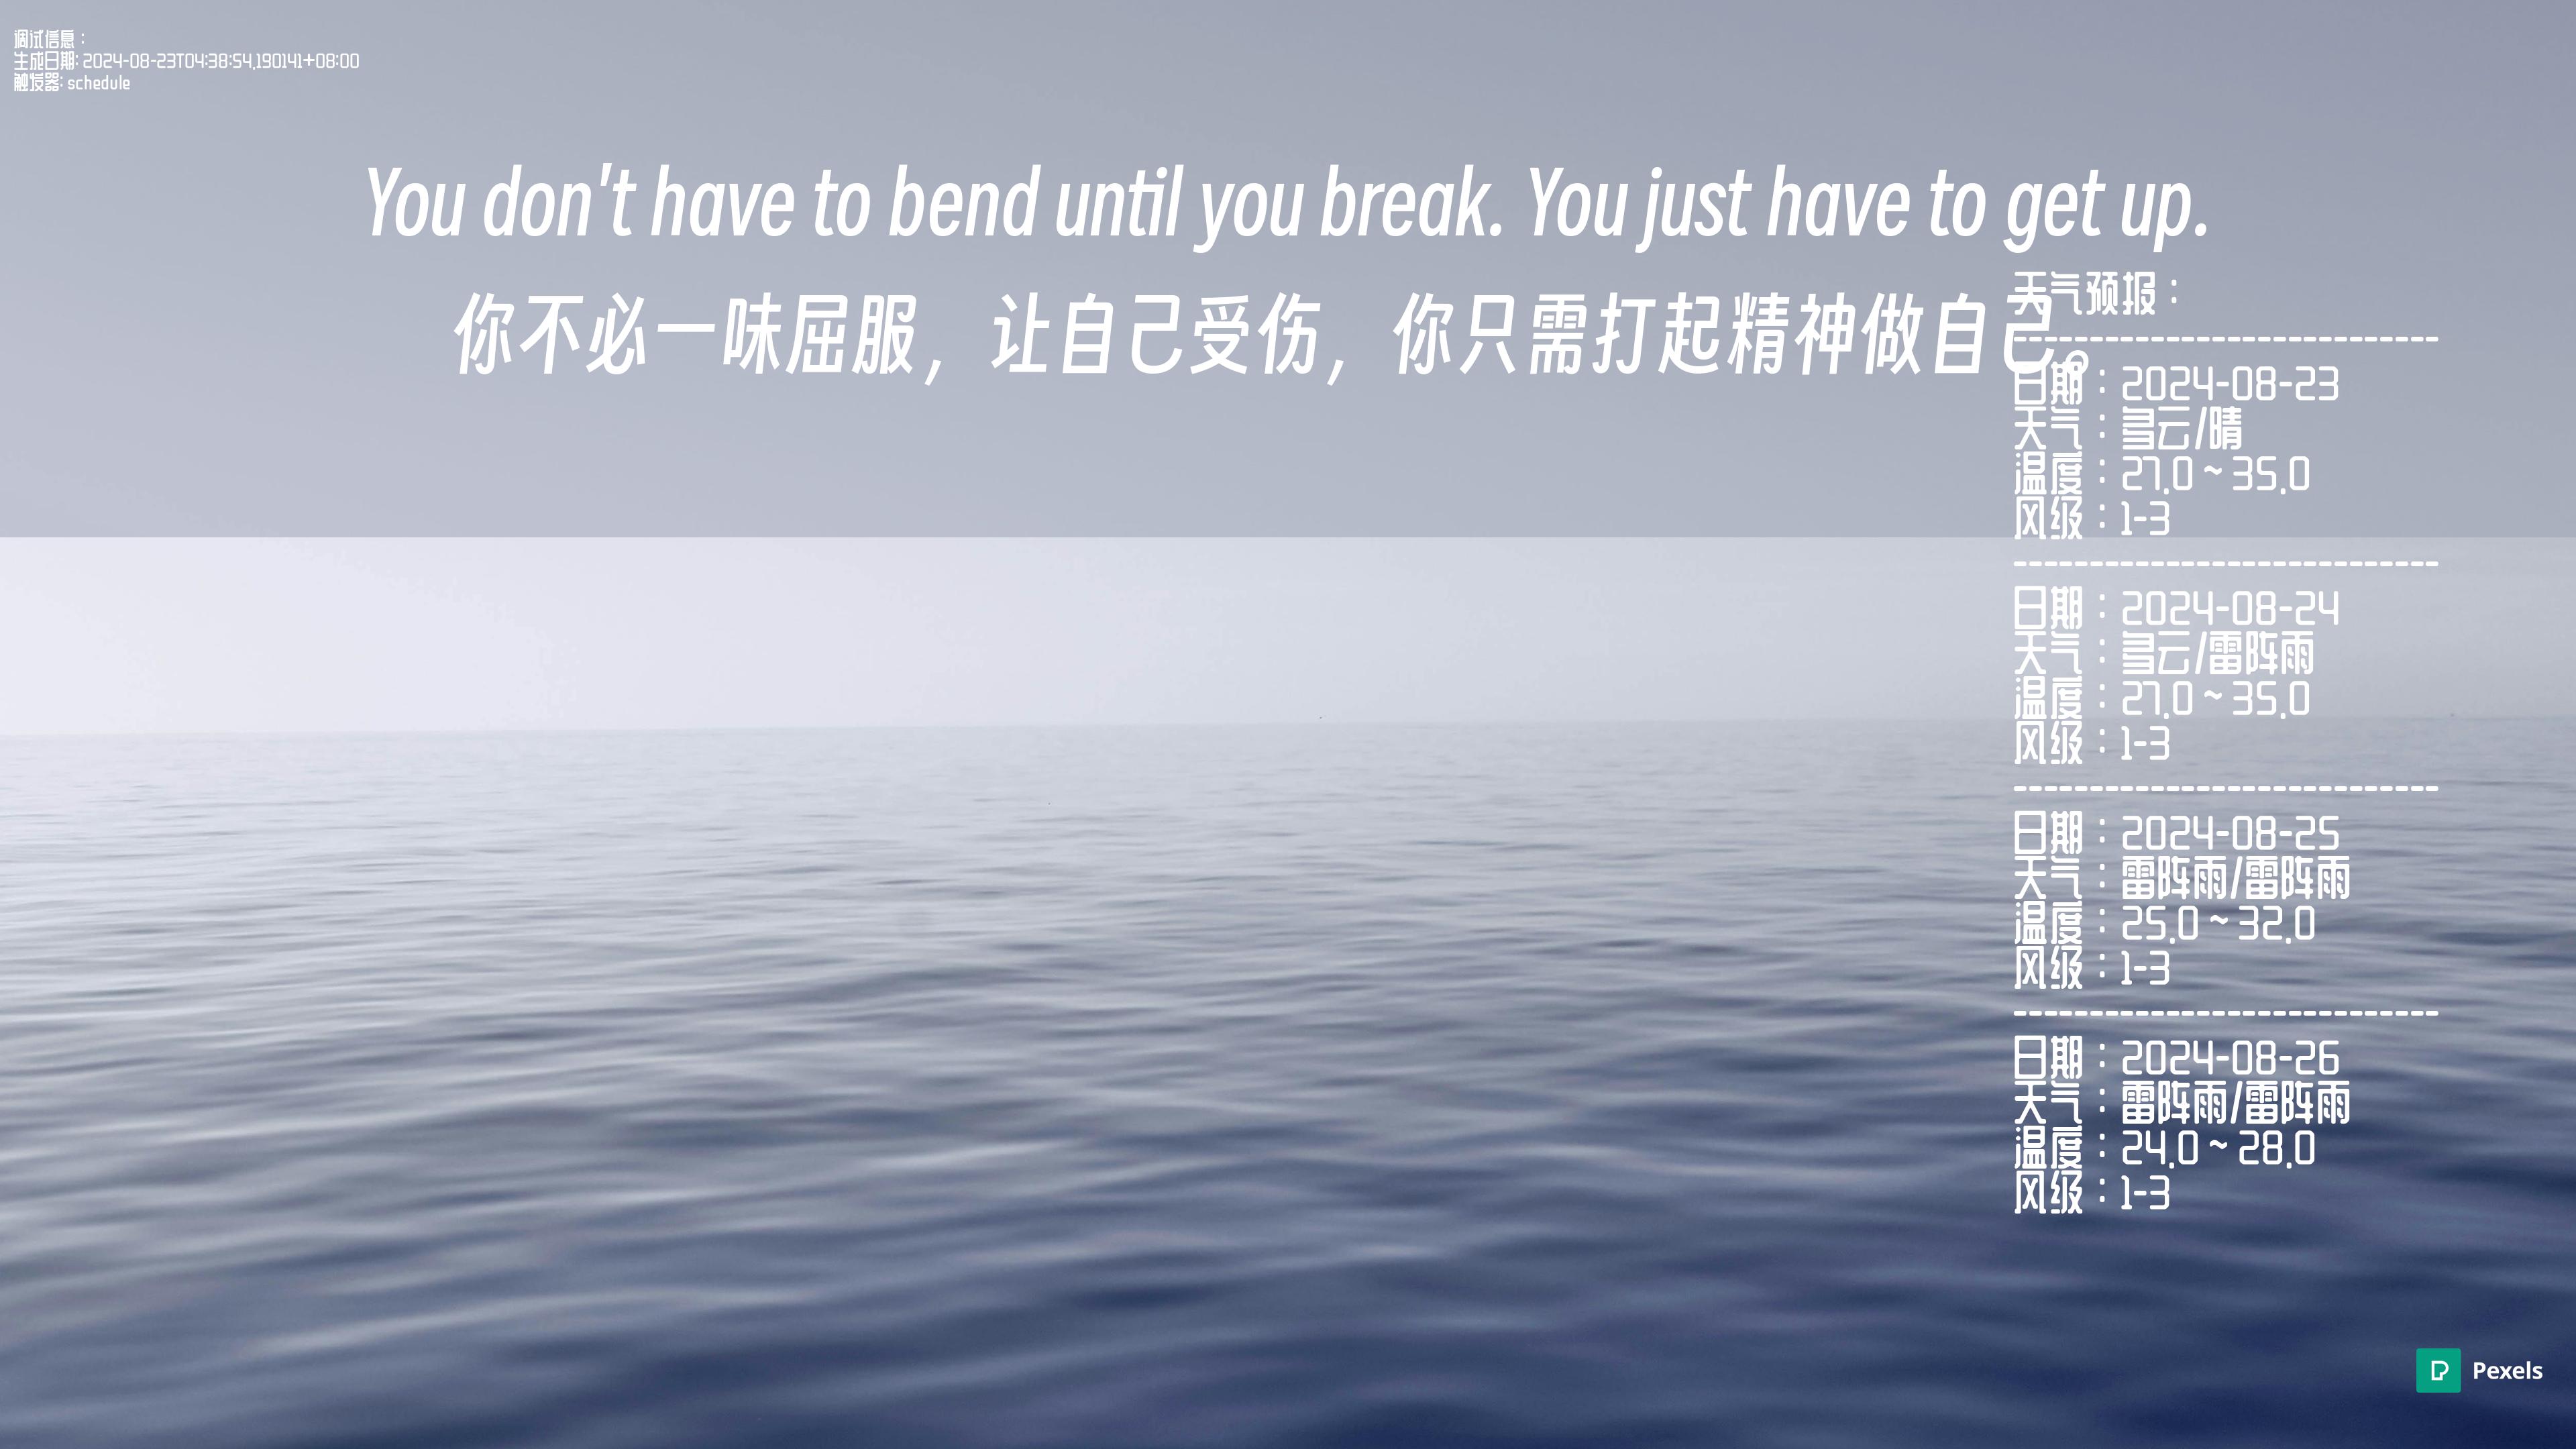 调试信息：
生成日期: 2024-08-23T04:38:54.190141+08:00
触发器: schedule
You don't have to bend until you break. You just have to get up.
你不必一味屈服，让自己受伤，你只需打起精神做自己。
天气预报：
----------------------------
日期：2024-08-23
天气：多云/晴
温度：27.0 ~ 35.0
风级：1-3
----------------------------
日期：2024-08-24
天气：多云/雷阵雨
温度：27.0 ~ 35.0
风级：1-3
----------------------------
日期：2024-08-25
天气：雷阵雨/雷阵雨
温度：25.0 ~ 32.0
风级：1-3
----------------------------
日期：2024-08-26
天气：雷阵雨/雷阵雨
温度：24.0 ~ 28.0
风级：1-3
Pexels